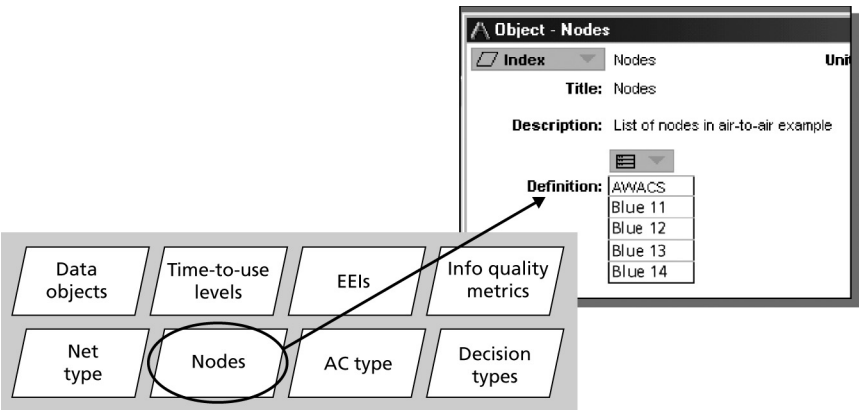 Object - Nodes
Index Nodes Unit
Title: Nodes
Description: List of nodes in air-to-air example
Definition: AWACS
Blue 11
Blue 12
Blue 13
Blue 14
Data objects
Time-to-use levels
EEIs
Info quality metrics
Net type
Nodes
AC type
Decision types